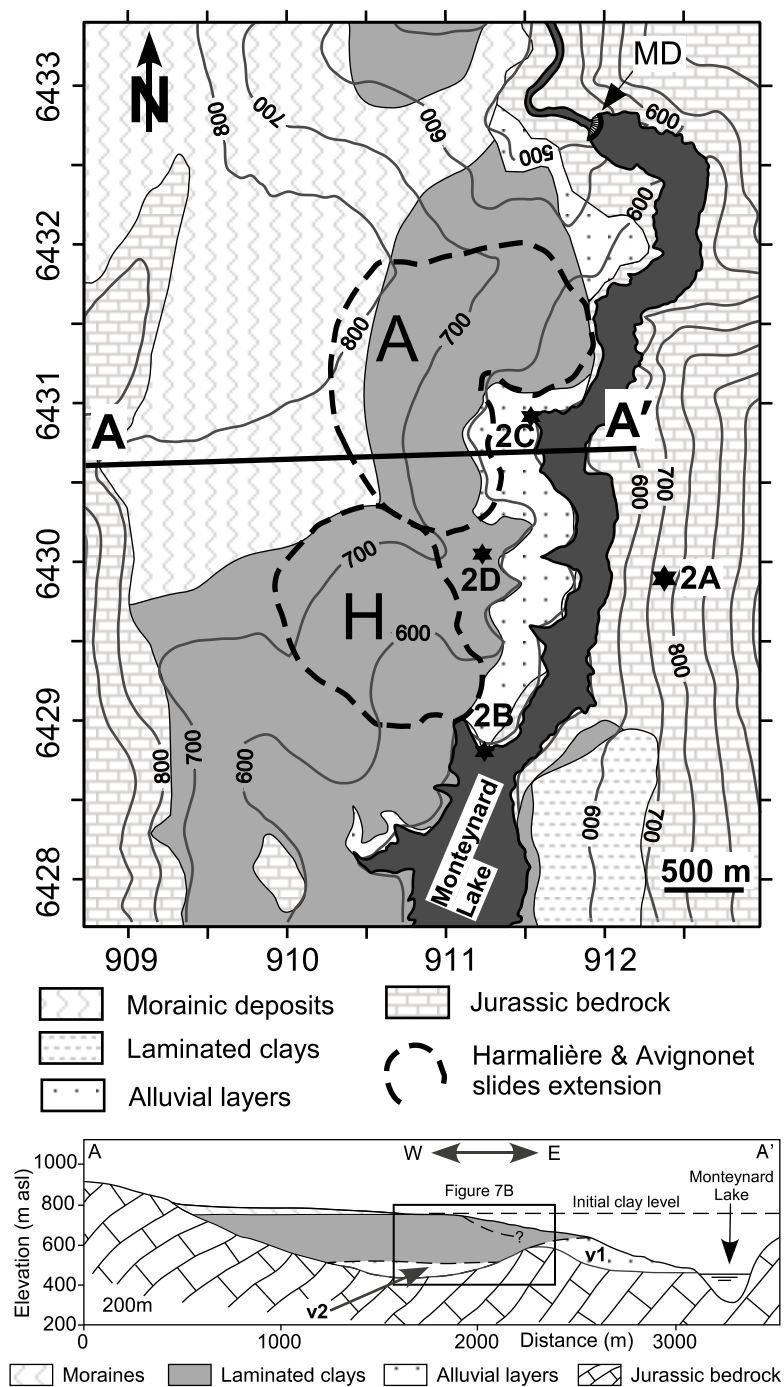 MD
N
6433
6432
6431
6430
6429
6428
800
700
600
600
500
600
800
700
A
A
A'
2C
600
700
2D
2A
700
H
600
2B
800
800
700
600
600
700
Monteynard
Lake
500 m
909
910
911
912
Morainic deposits
Jurassic bedrock
Laminated clays
Harmalière & Avignonet
slides extension
Alluvial layers
A
W
E
A'
Elevation (m asl)
1000
800
600
400
200
Figure 7B
Initial clay level
Monteynard
Lake
?
v1
v2
200m
0
1000
2000
Distance (m)
3000
Moraines
Laminated clays
Alluvial layers
Jurassic bedrock